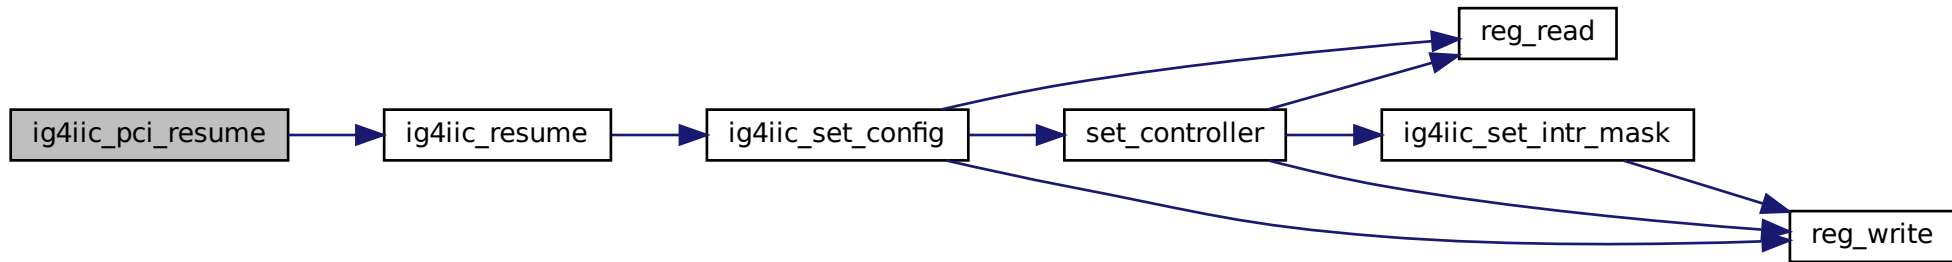 reg_read
ig4iic_pci_resume
ig4iic_resume
ig4iic_set_config
set_controller
ig4iic_set_intr_mask
reg_write